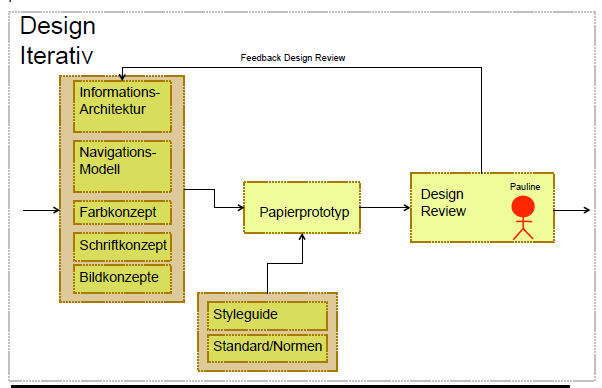 Design
Iterativ
Feedback Design Review
Informations-
Architektur
Navigations-
Modell
Farbkonzept
Schriftkonzept
Bildkonzepte
Papierprototyp
Design
Review
Pauline
Styleguide
Standard/Normen